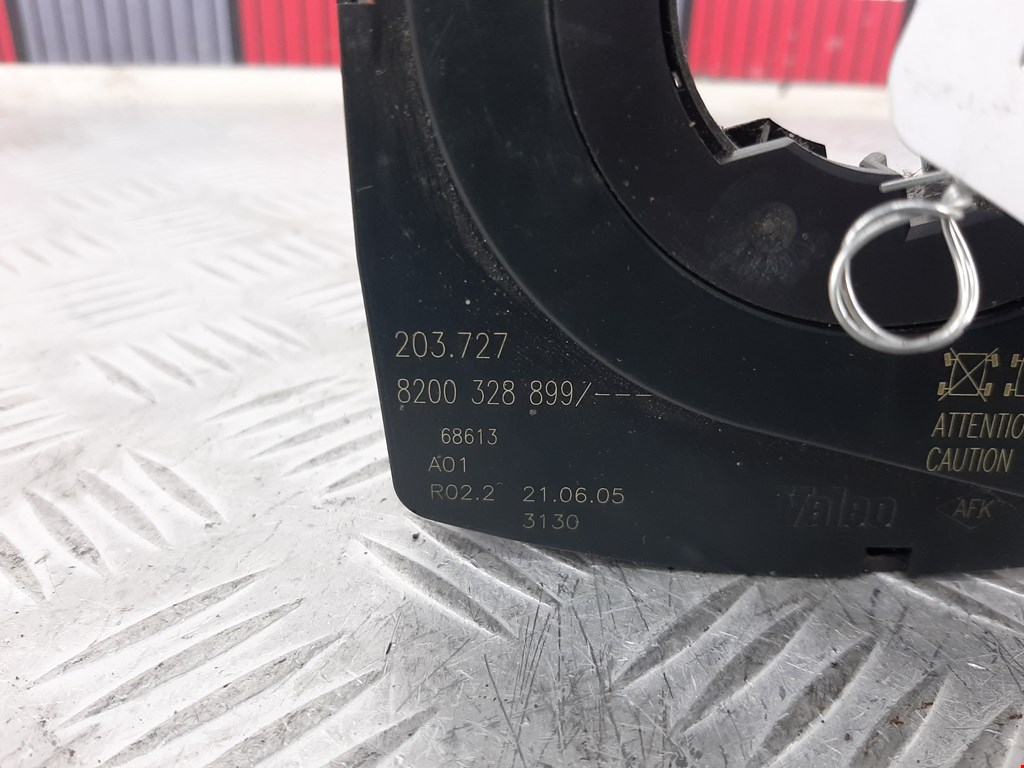 203.727
8200 328 899/---
68613
A01
R02.2 21.06.05
3130
ATTENTIO
CAUTION
Valeo
AFK